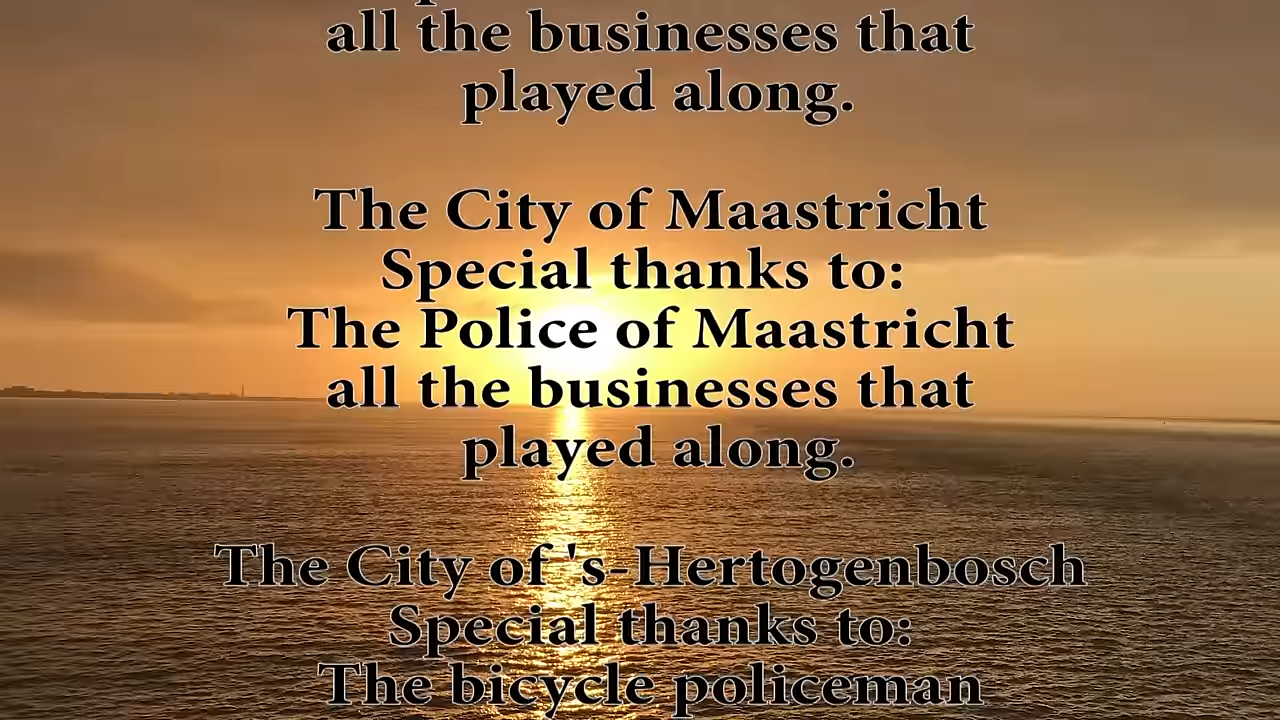 all the businesses that
played along.
The City of Maastricht
Special thanks to:
The Police of Maastricht
all the businesses that
played along.
The City of 's-Hertogenbosch
Special thanks to:
The bicycle policeman